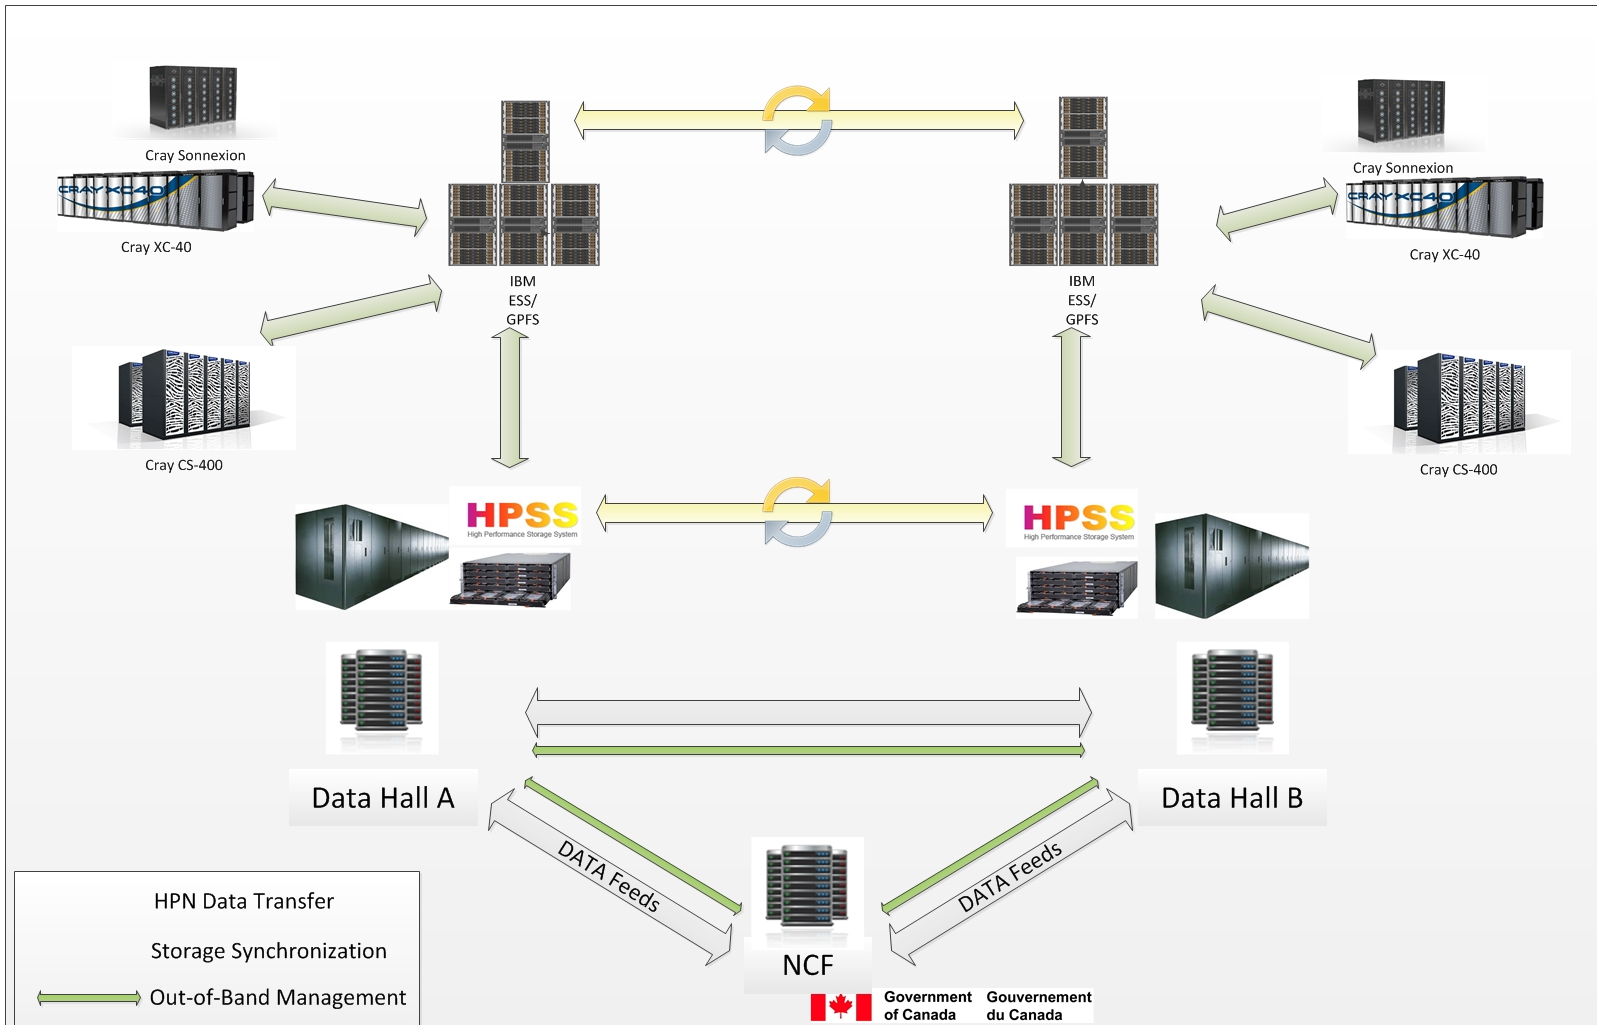 Cray Sonnexion
CRAY XC40
Cray XC-40
Cray CS-400
IBM
ESS/
GPFS
IBM
ESS/
GPFS
Cray Sonnexion
CRAY XC40
Cray XC-40
Cray CS-400
HPSS
High Performance Storage System
HPSS
High Performance Storage System
Data Hall A
Data Hall B
DATA Feeds
DATA Feeds
NCF
HPN Data Transfer
Storage Synchronization
Out-of-Band Management
Government of Canada
Gouvernement du Canada